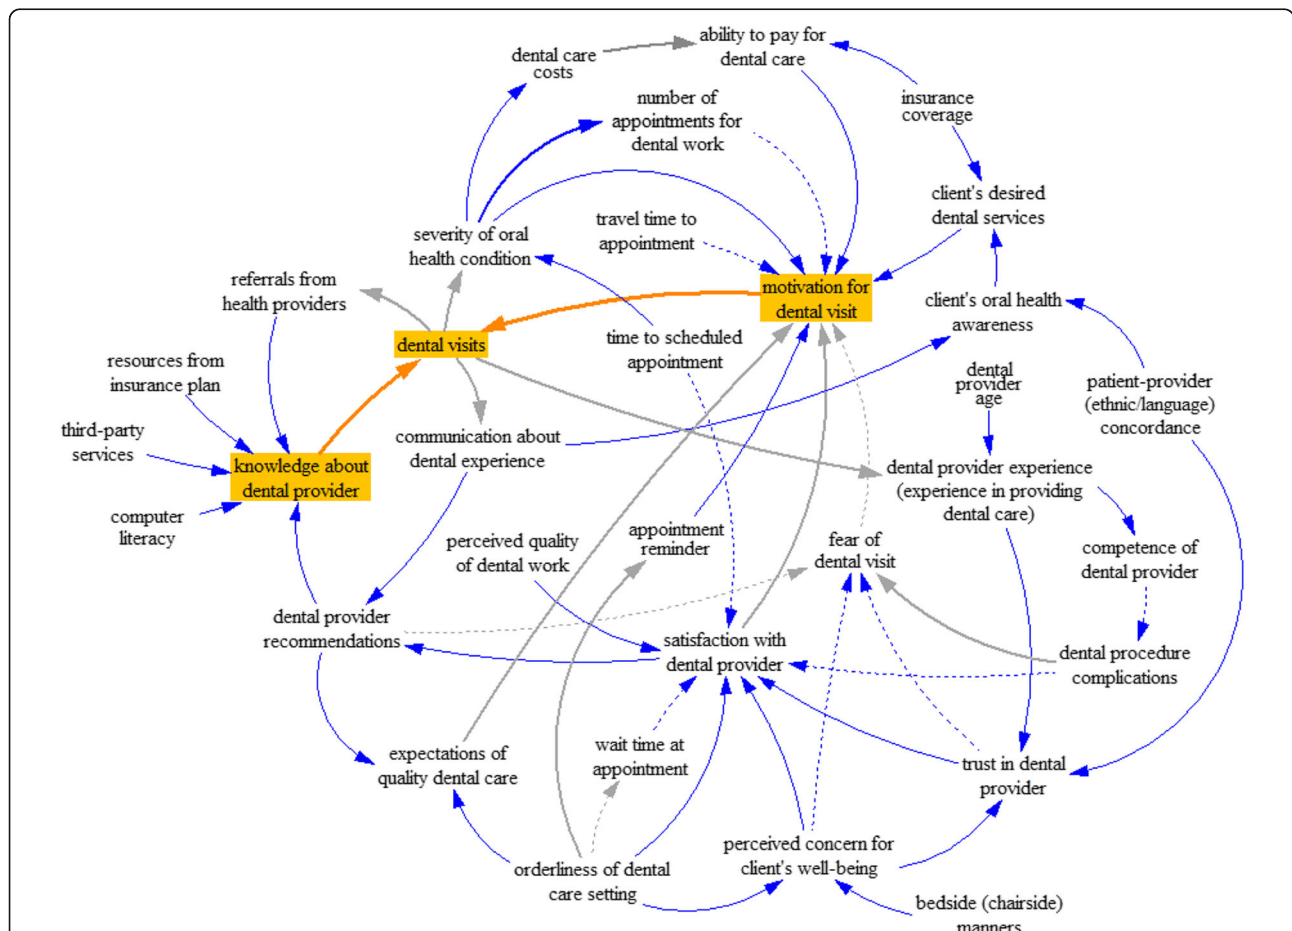 ability to pay for
dental care
dental care
costs
number of
appointments for
dental work
insurance
coverage
client's desired
dental services
travel time to
appointment
severity of oral
health condition
referrals from
health providers
motivation for
dental visit
client's oral health
awareness
dental visits
time to scheduled
appointment
resources from
insurance plan
dental
provider
age
patient-provider
(ethnic/language)
concordance
third-party
services
communication about
dental experience
knowledge about
dental provider
dental provider experience
(experience in providing
dental care)
computer
literacy
appointment
reminder
perceived quality
of dental work
fear of
dental visit
competence of
dental provider
dental provider
recommendations
satisfaction with
dental provider
dental procedure
complications
expectations of
quality dental care
wait time at
appointment
trust in dental
provider
orderliness of dental
care setting
perceived concern for
client's well-being
bedside (chairside)
manners